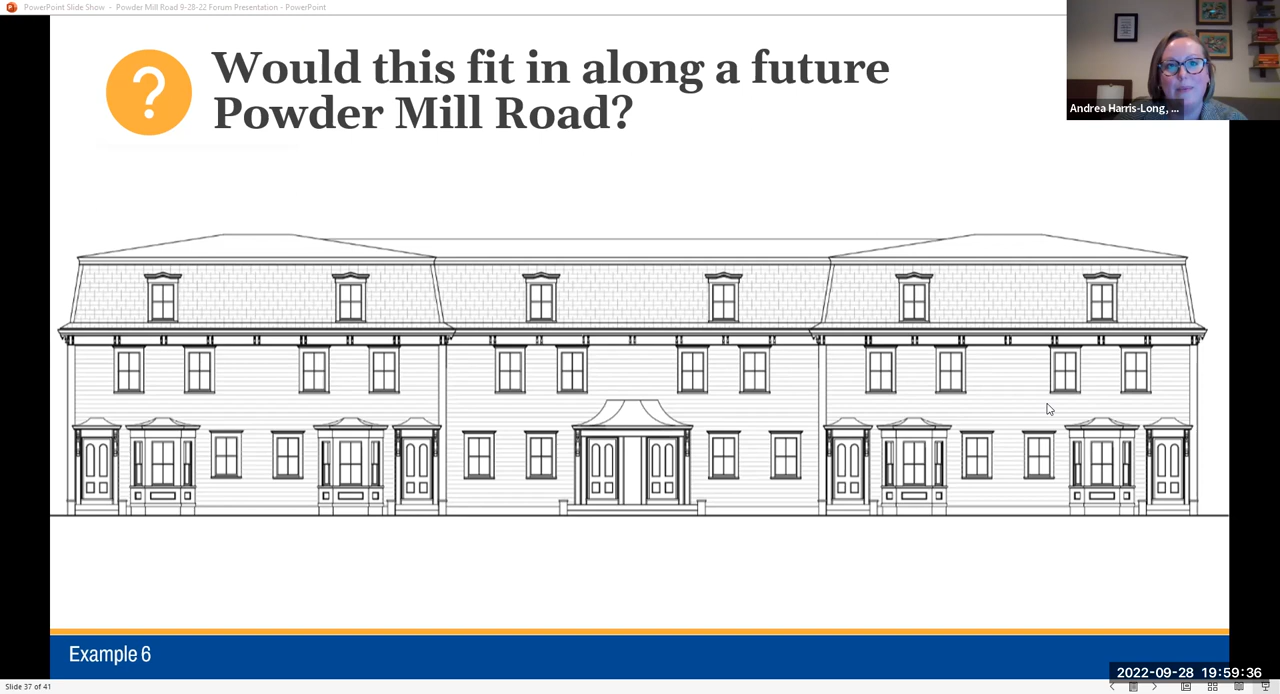 PowerPoint Slide Show - Powder Mill Road 9-28-22 Forum Presentation - PowerPoint
?
Would this fit in along a future
Powder Mill Road?
Andrea Harris-Long, ...
Example 6
2022-09-28 19:59:36
Slide 37 of 41